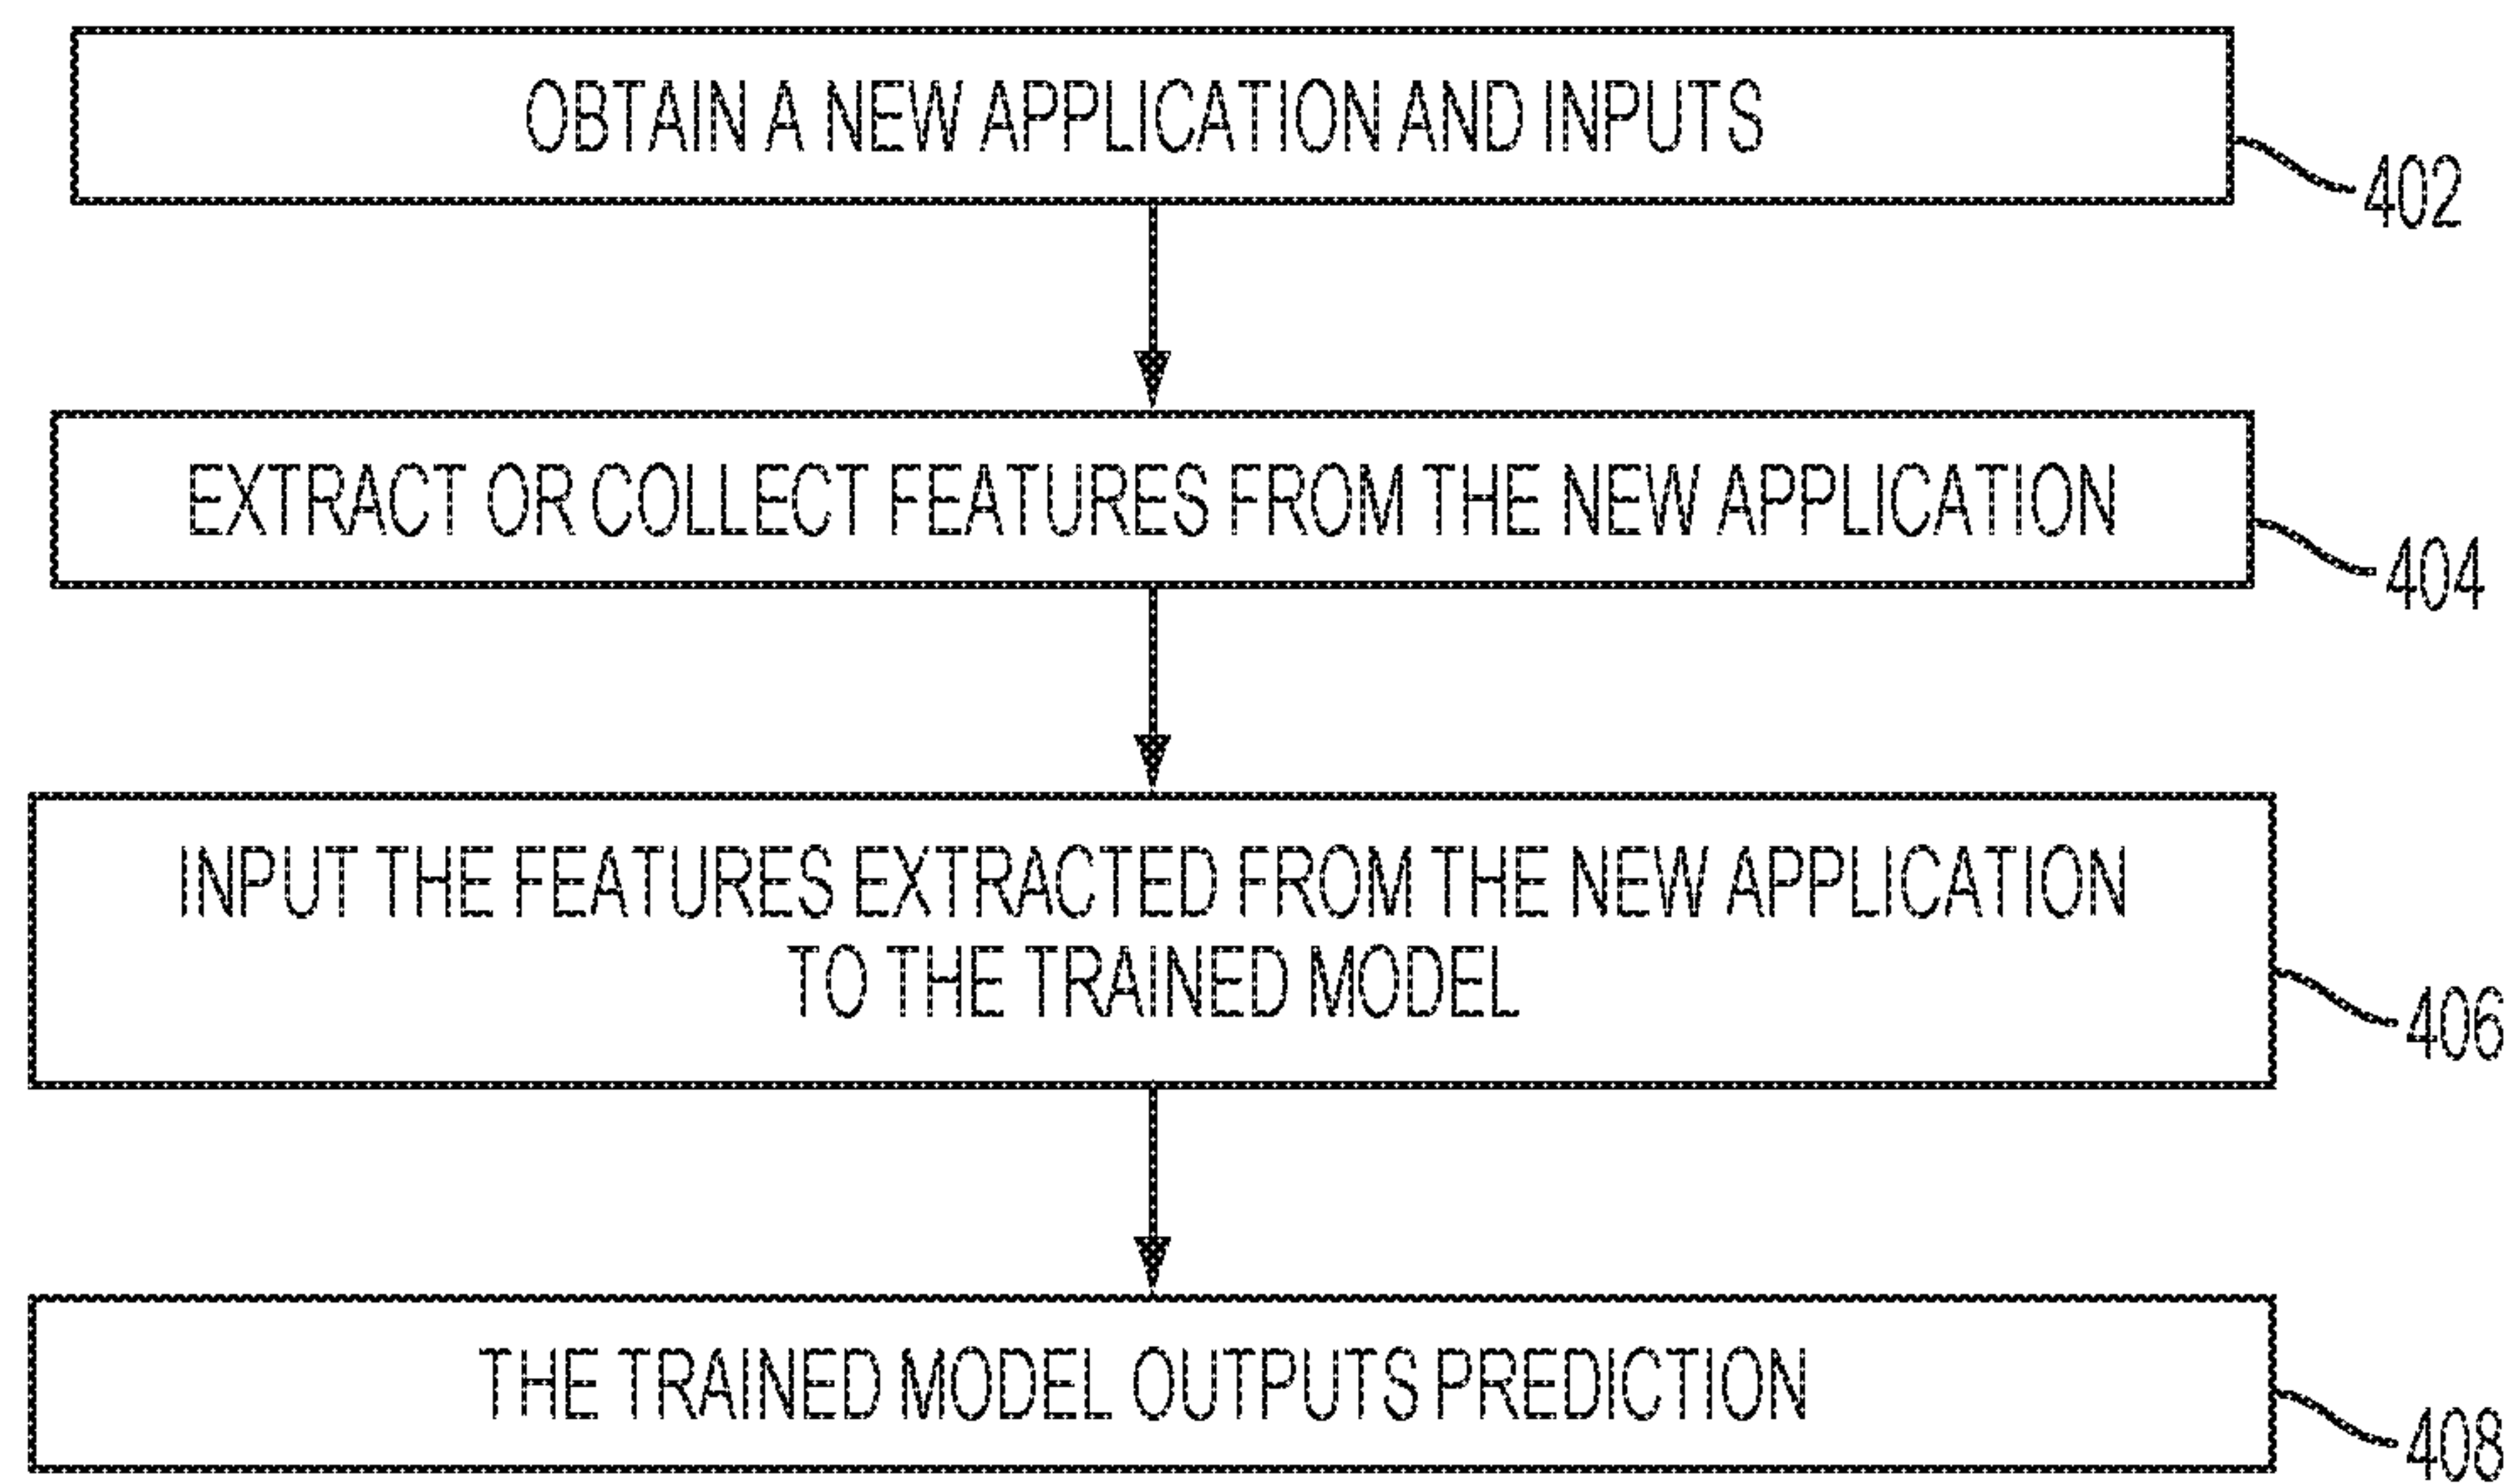 OBTAIN A NEW APPLICATION AND INPUTS
402
EXTRACT OR COLLECT FEATURES FROM THE NEW APPLICATION
404
INPUT THE FEATURES EXTRACTED FROM THE NEW APPLICATION
TO THE TRAINED MODEL
406
THE TRAINED MODEL OUTPUTS PREDICTION
408